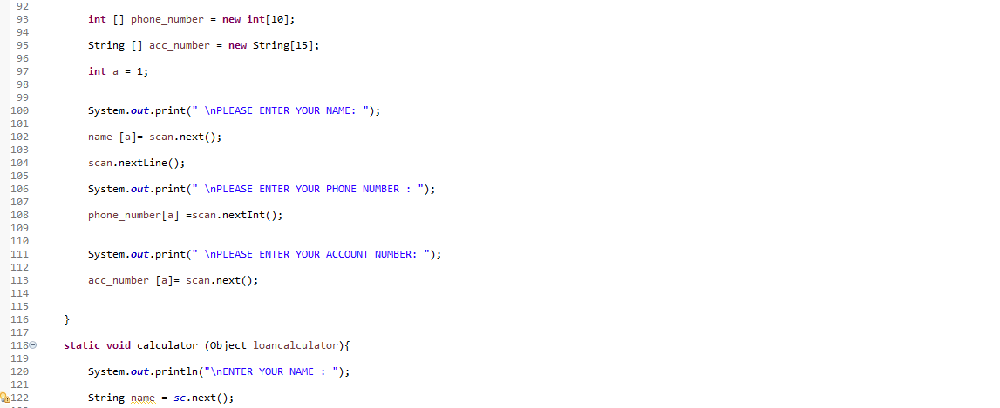 92
93 int [] phone_number = new int[10];
94
95 String [] acc_number = new String[15];
96
97 int a = 1;
98
99
100 System.out.print(" \nPLEASE ENTER YOUR NAME: ");
101
102 name [a]= scan.next();
103
104 scan.nextLine();
105
106 System.out.print(" \nPLEASE ENTER YOUR PHONE NUMBER : ");
107
108 phone_number[a] =scan.nextInt();
109
110
111 System.out.print(" \nPLEASE ENTER YOUR ACCOUNT NUMBER: ");
112
113 acc_number [a]= scan.next();
114
115
116 }
117
118 static void calculator (Object loancalculator){
119
120 System.out.println("\nENTER YOUR NAME : ");
121
122 String name = sc.next();